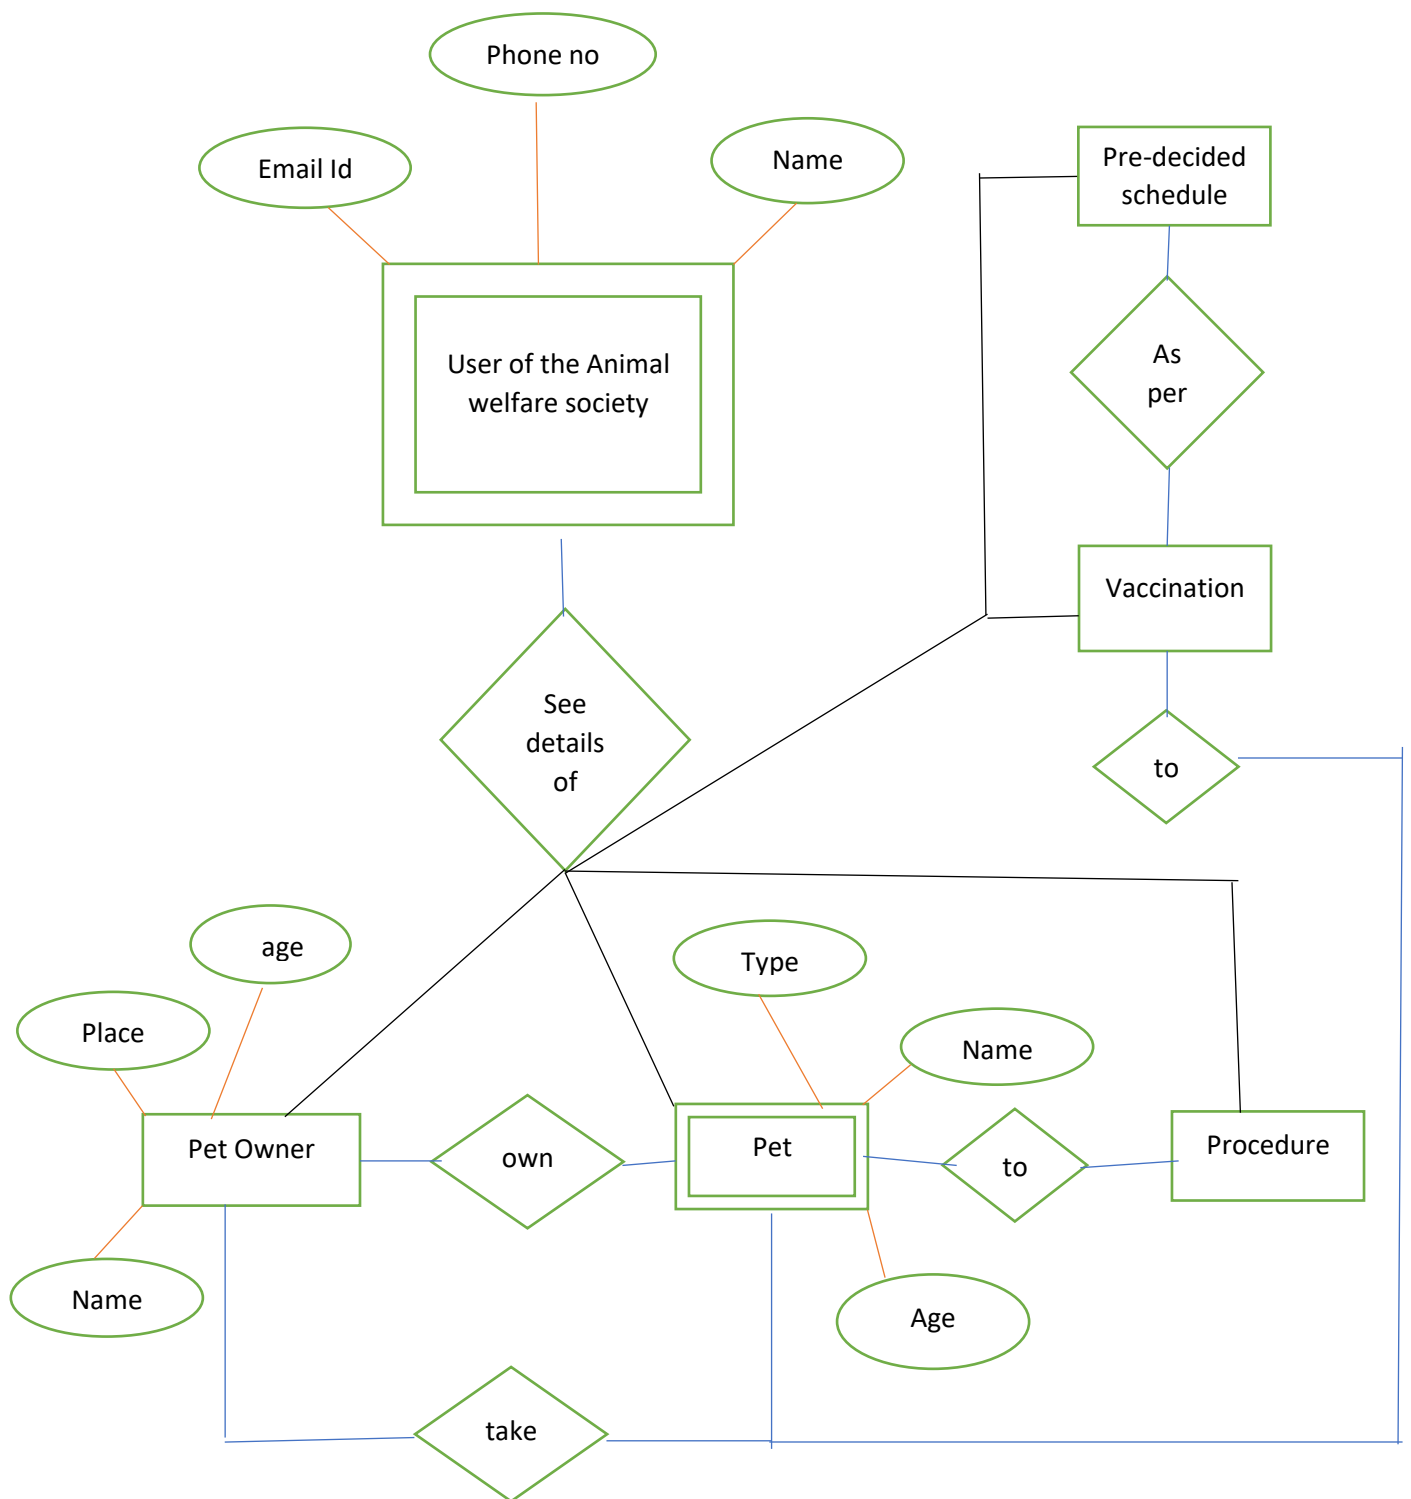 Phone no
Email Id
Name
Pre-decided
schedule
User of the Animal
welfare society
As
per
Vaccination
See
details
of
to
age
Type
Place
Name
Pet Owner
own
Pet
to
Procedure
Name
Age
take